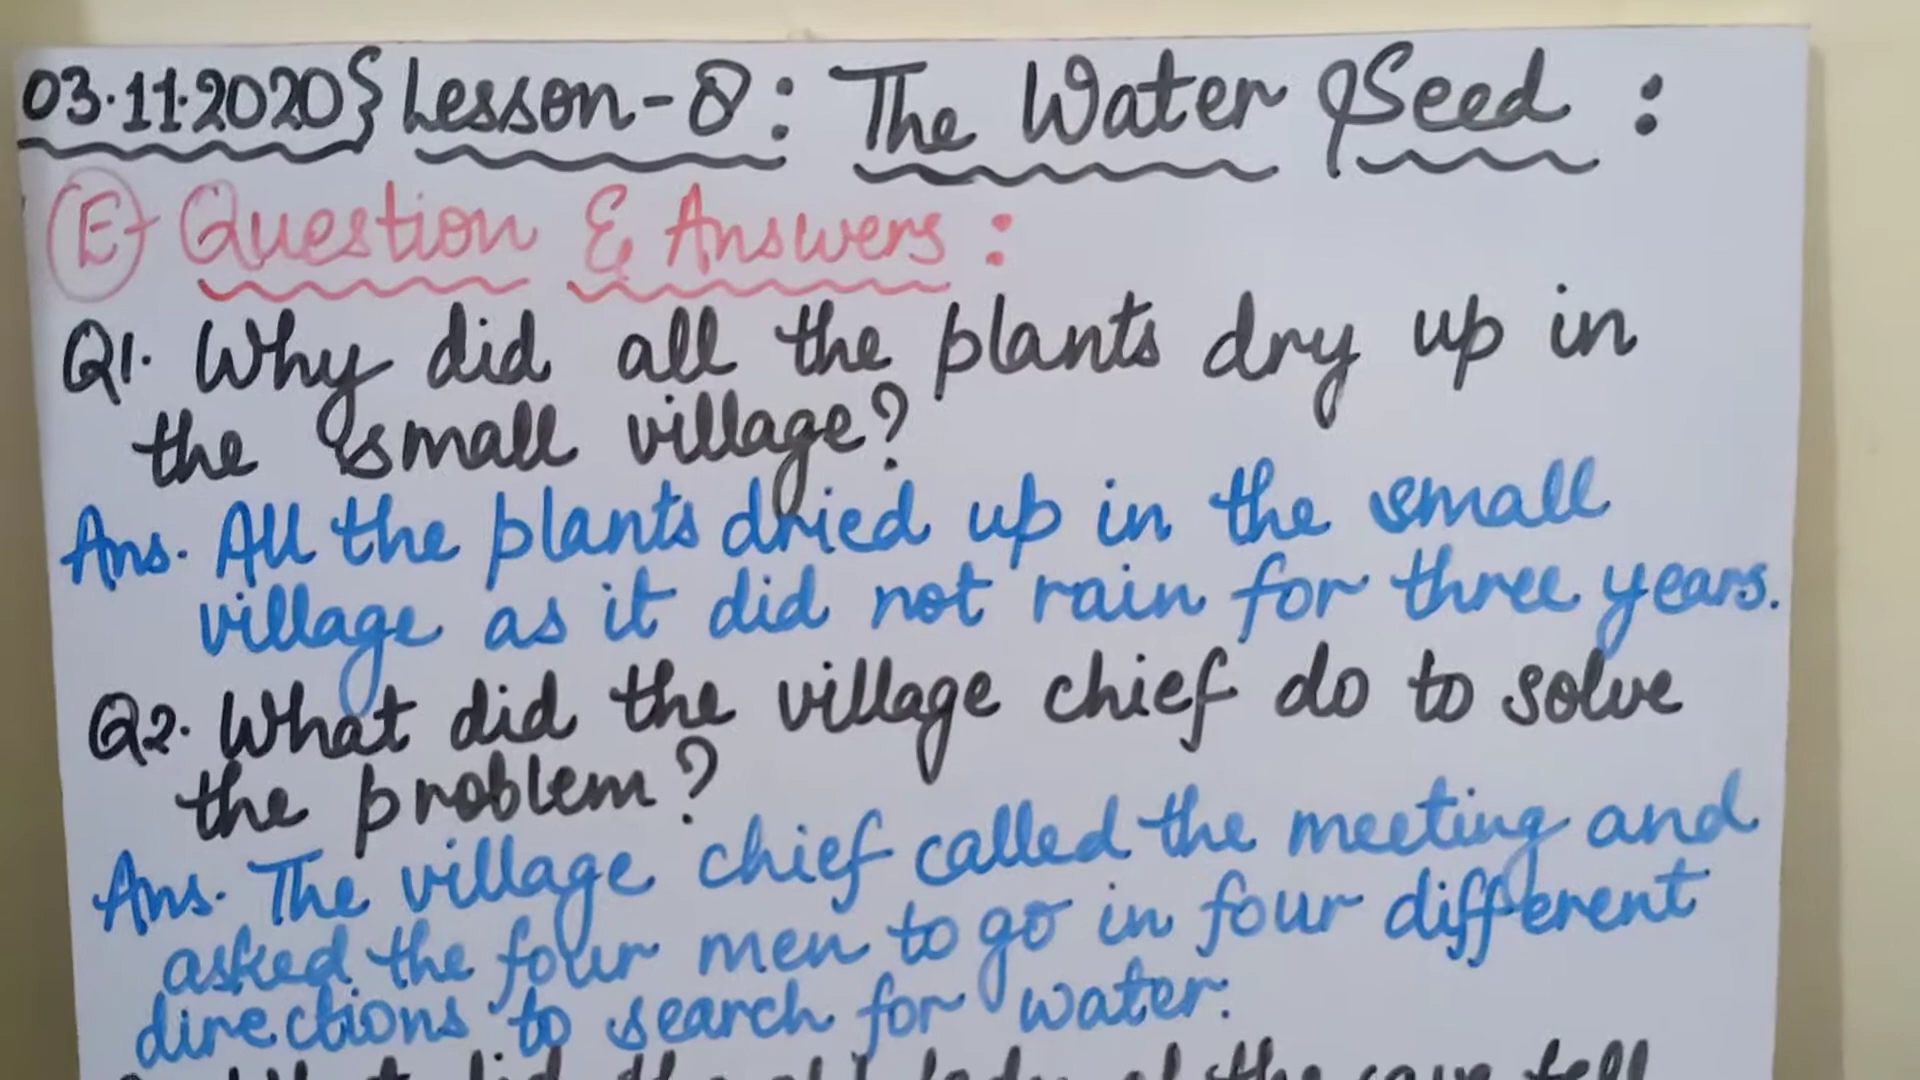 03.11.2020} Lesson-8: The Water Seed :
(E) Question & Answers :
Q1. Why did all the plants dry up in
the small village?
Ans. All the plants dried up in the small
village as it did not rain for three years.
Q2. What did the village chief do to solve
the problem?
Ans. The village chief called the meeting and
asked the four men to go in four different
directions to search for water.